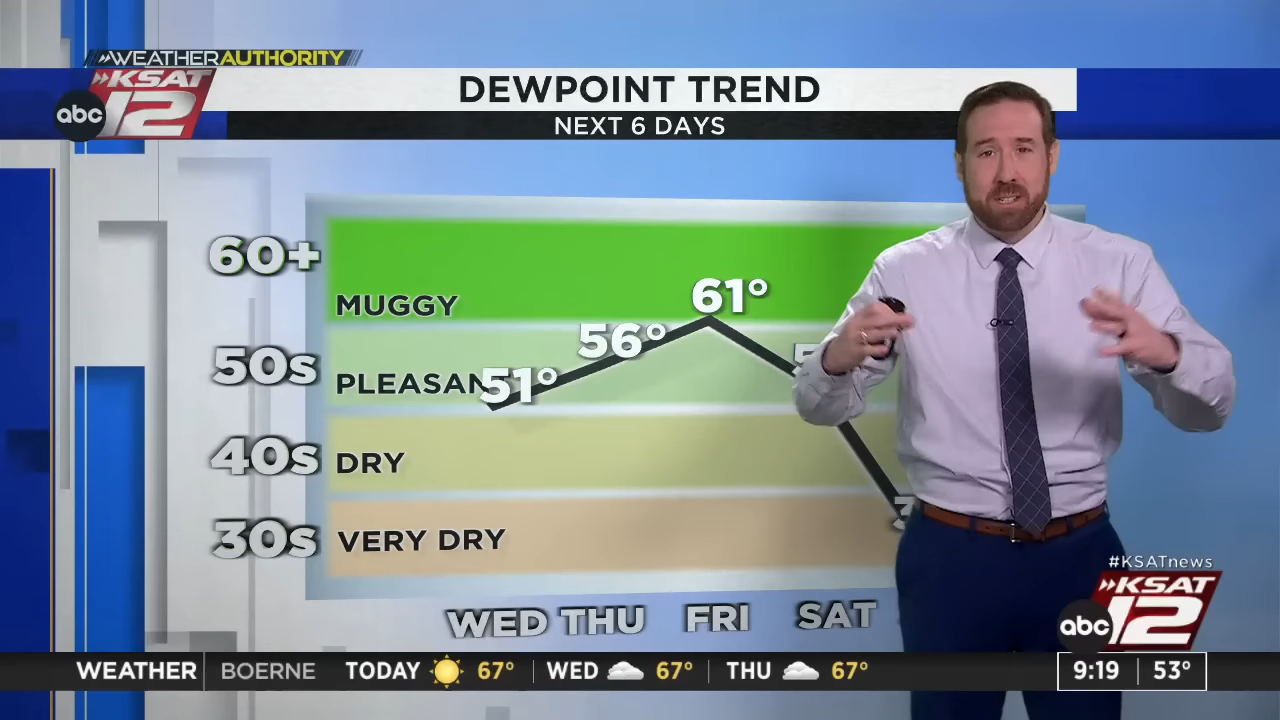 WEATHERAUTHORITY
KSAT
abc 12
DEWPOINT TREND
NEXT 6 DAYS
60+
MUGGY
61°
56°
50s
PLEASAN
51°
40s DRY
30s VERY DRY
WED THU FRI SAT
#KSATnews
KSAT
abc 12
WEATHER BOERNE TODAY 67° WED 67° THU 67° 9:19 53°